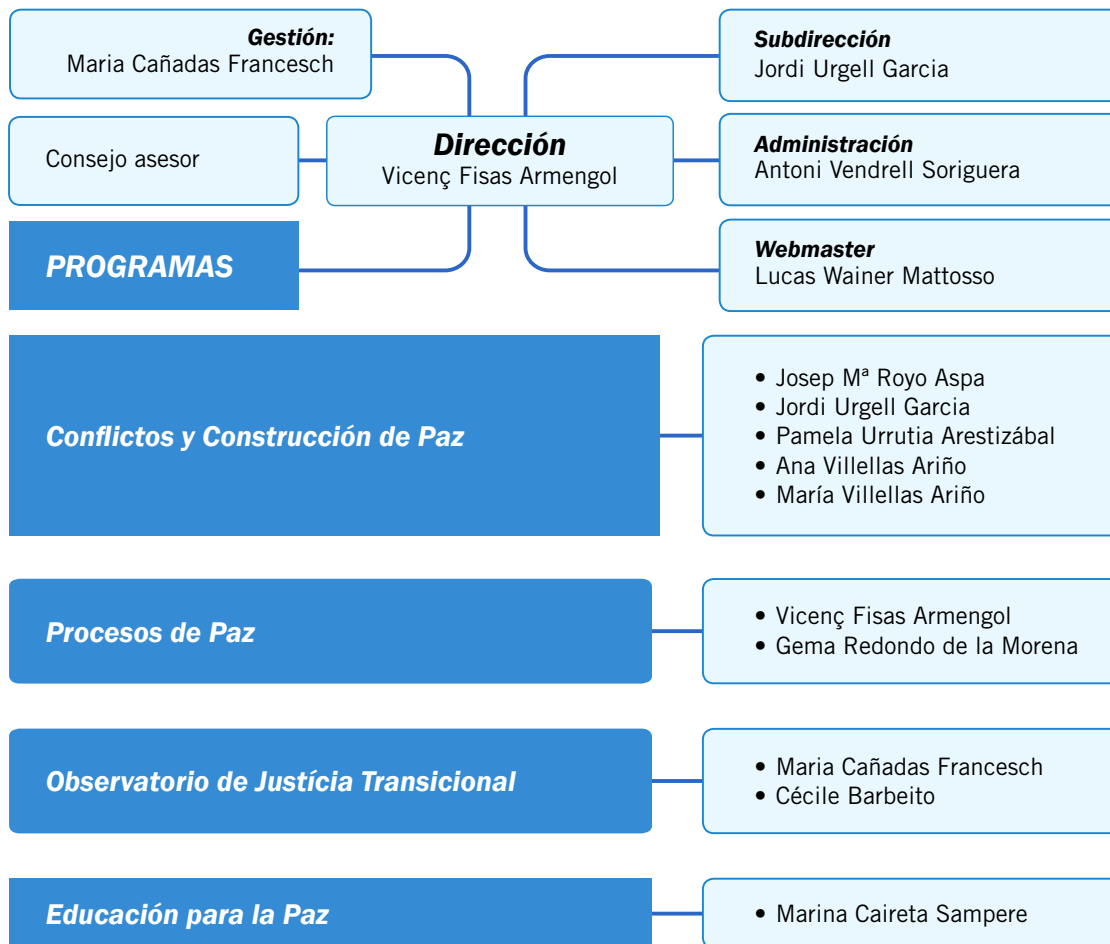 Gestión:
Maria Cañadas Francesch
Subdirección
Jordi Urgell Garcia
Consejo asesor
Dirección
Vicenç Fisas Armengol
Administración
Antoni Vendrell Soriguera
PROGRAMAS
Webmaster
Lucas Wainer Mattosso
Conflictos y Construcción de Paz
• Josep Mª Royo Aspa
• Jordi Urgell Garcia
• Pamela Urrutia Arestizábal
• Ana Villellas Ariño
• María Villellas Ariño
Procesos de Paz
• Vicenç Fisas Armengol
• Gema Redondo de la Morena
Observatorio de Justícia Transicional
• Maria Cañadas Francesch
• Cécile Barbeito
Educación para la Paz
• Marina Caireta Sampere